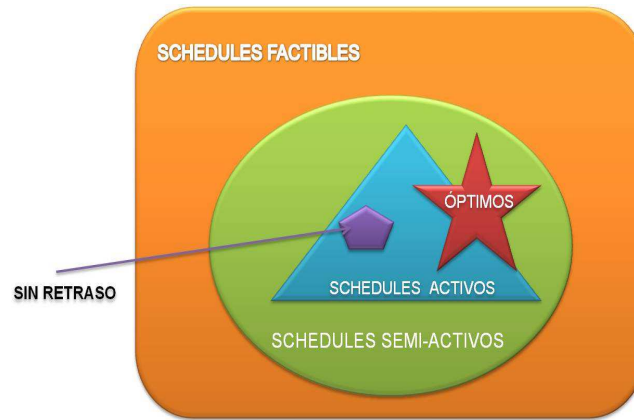 SCHEDULES FACTIBLES
ÓPTIMOS
SIN RETRASO
SCHEDULES ACTIVOS
SCHEDULES SEMI-ACTIVOS